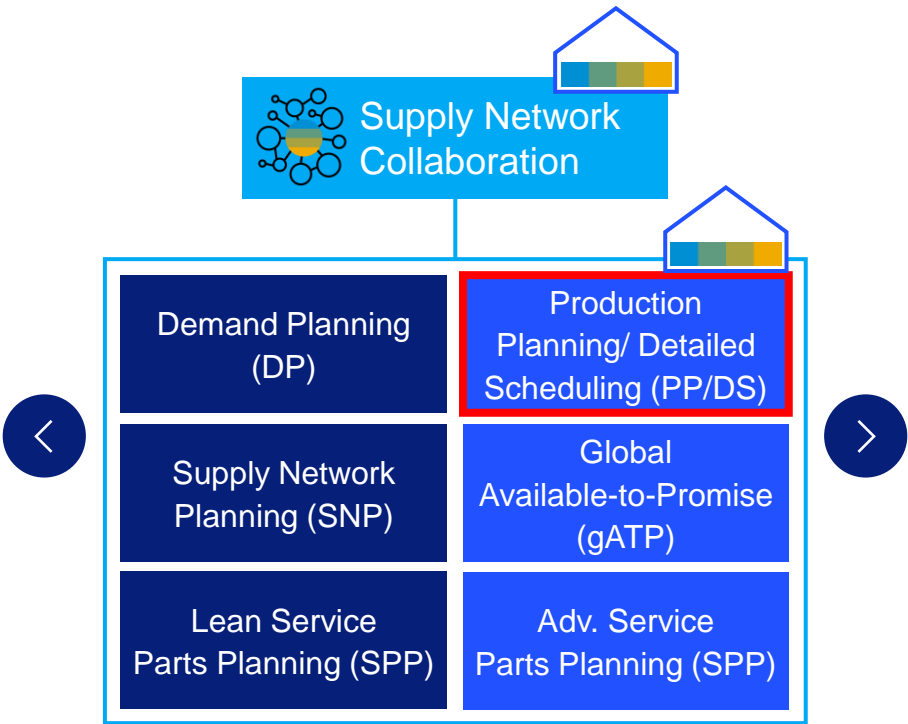 Supply Network
Collaboration
Demand Planning
(DP)
Production
Planning/ Detailed
Scheduling (PP/DS)
Supply Network
Planning (SNP)
Global
Available-to-Promise
(gATP)
Lean Service
Parts Planning (SPP)
Adv. Service
Parts Planning (SPP)